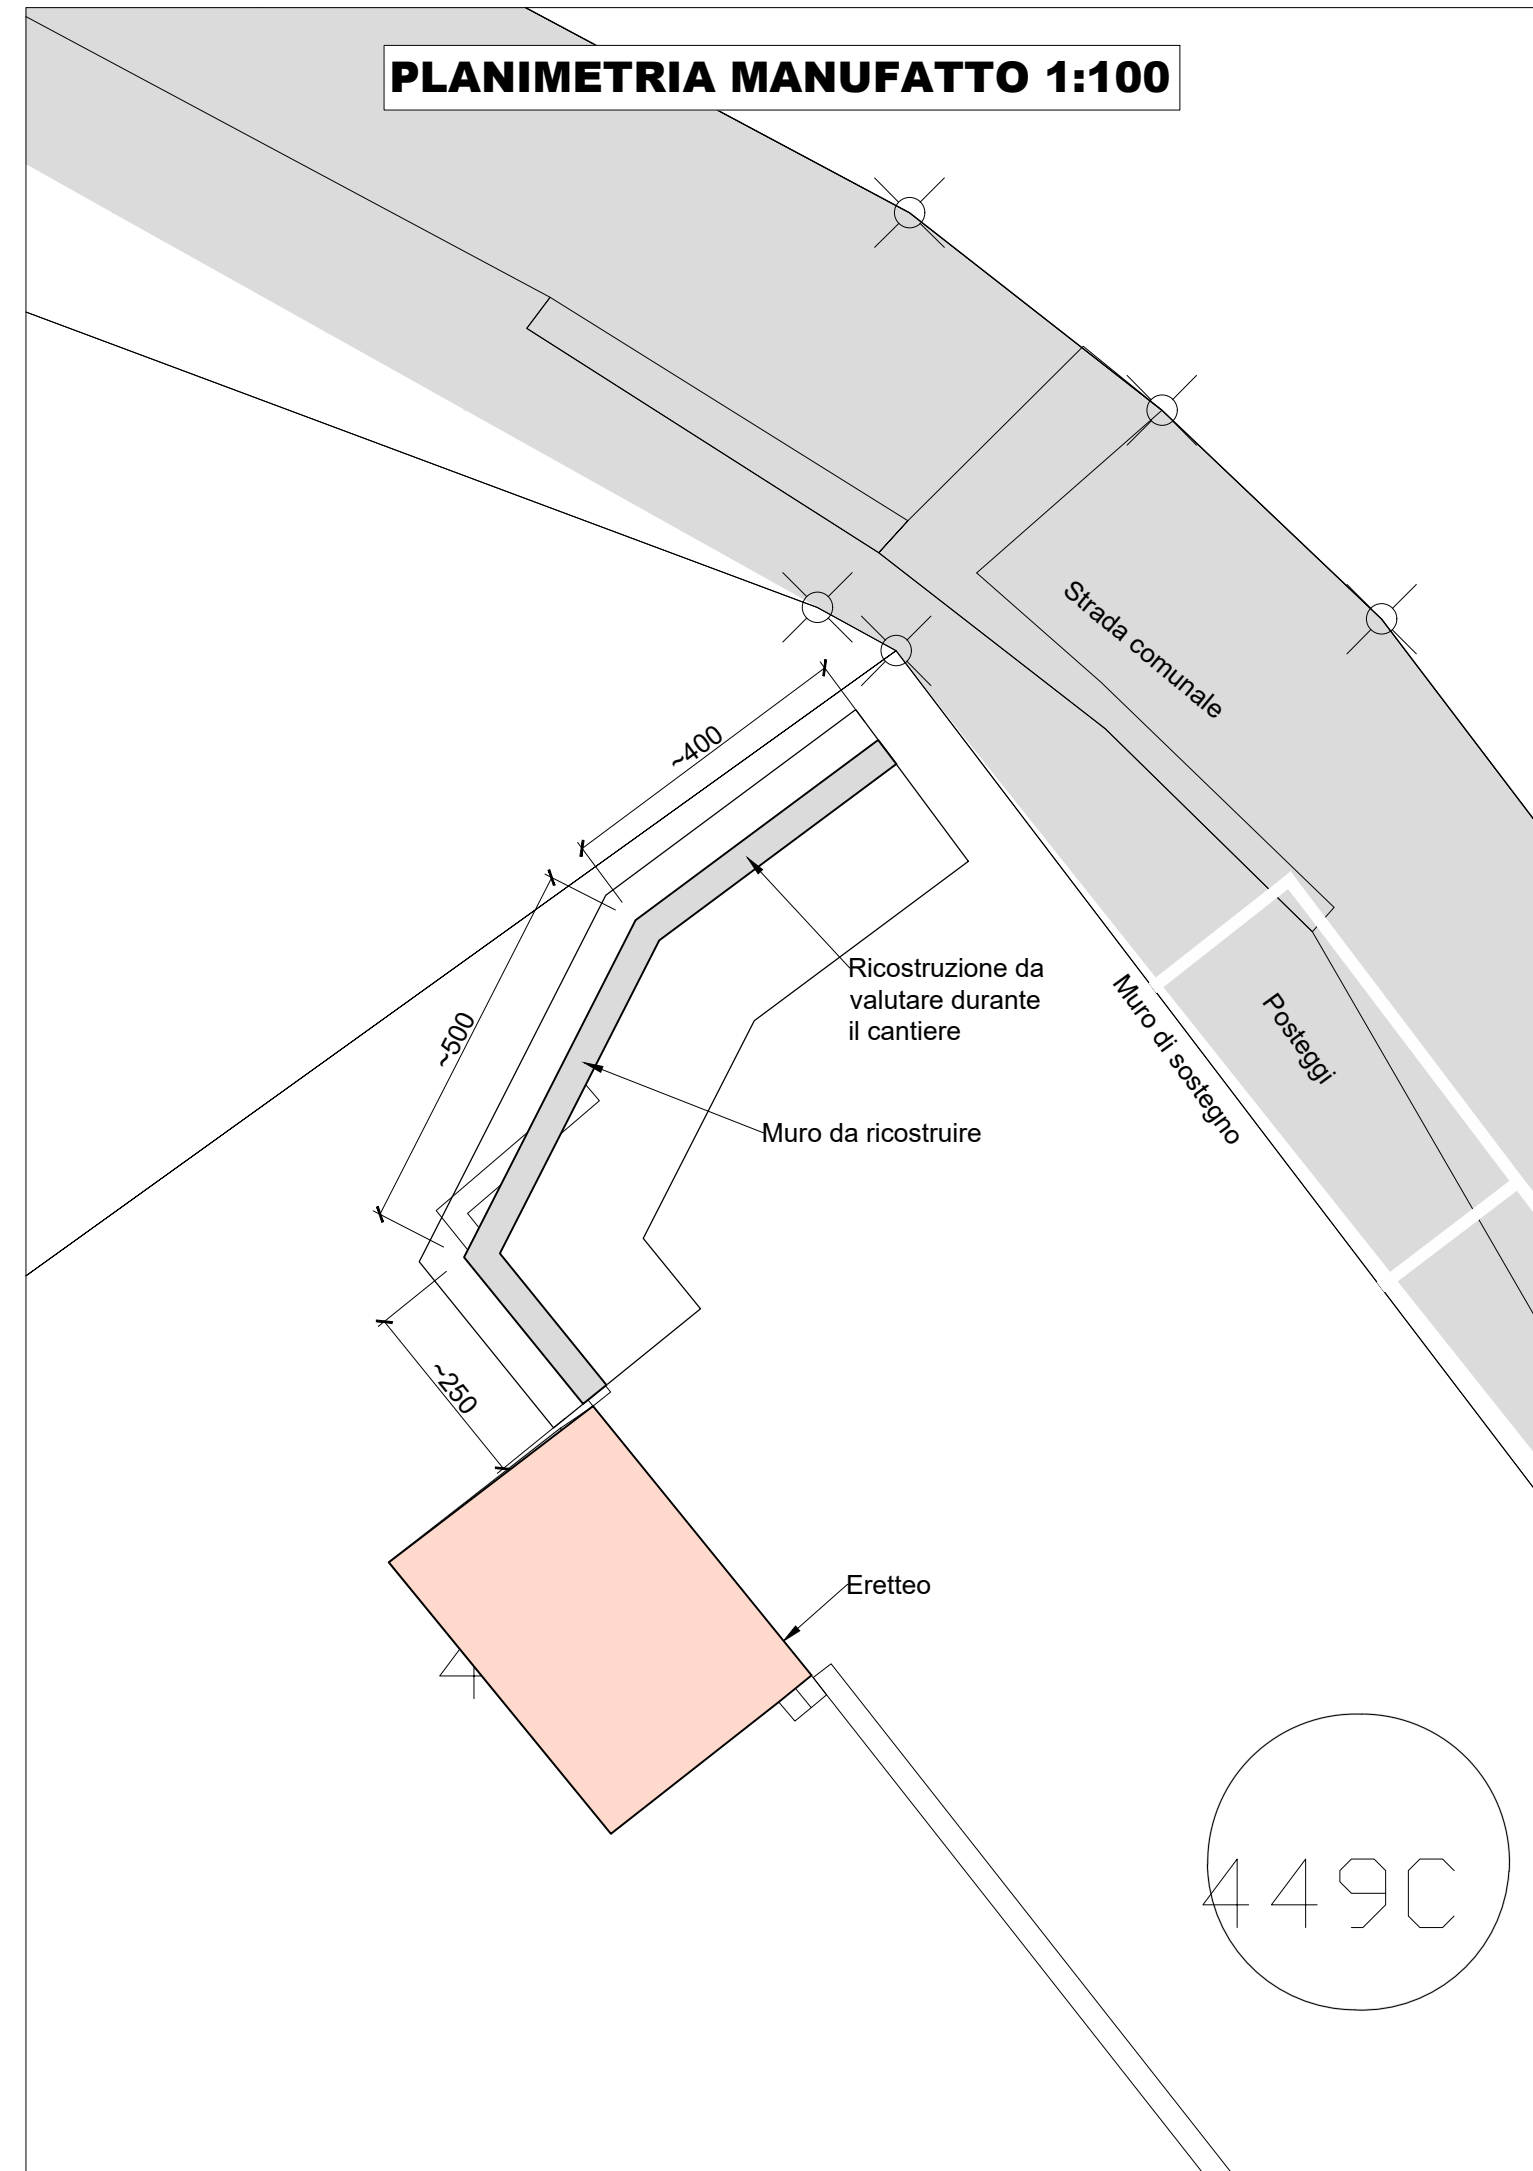 PLANIMETRIA MANUFATTO 1:100
Strada comunale
~400
Ricostruzione da
valutare durante
il cantiere
Muro di sostegno
Posteggi
~500
Muro da ricostruire
~250
Eretteo
4
449C